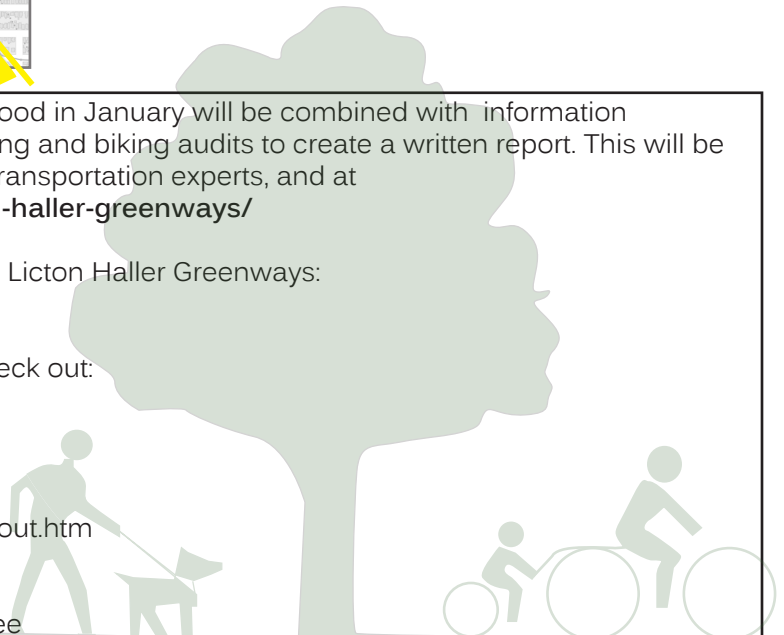 ood in January will be combined with  information
ng and biking audits to create a written report. This will be
ransportation experts, and at
-haller-greenways/
Licton Haller Greenways:
eck out:
out.htm
ee